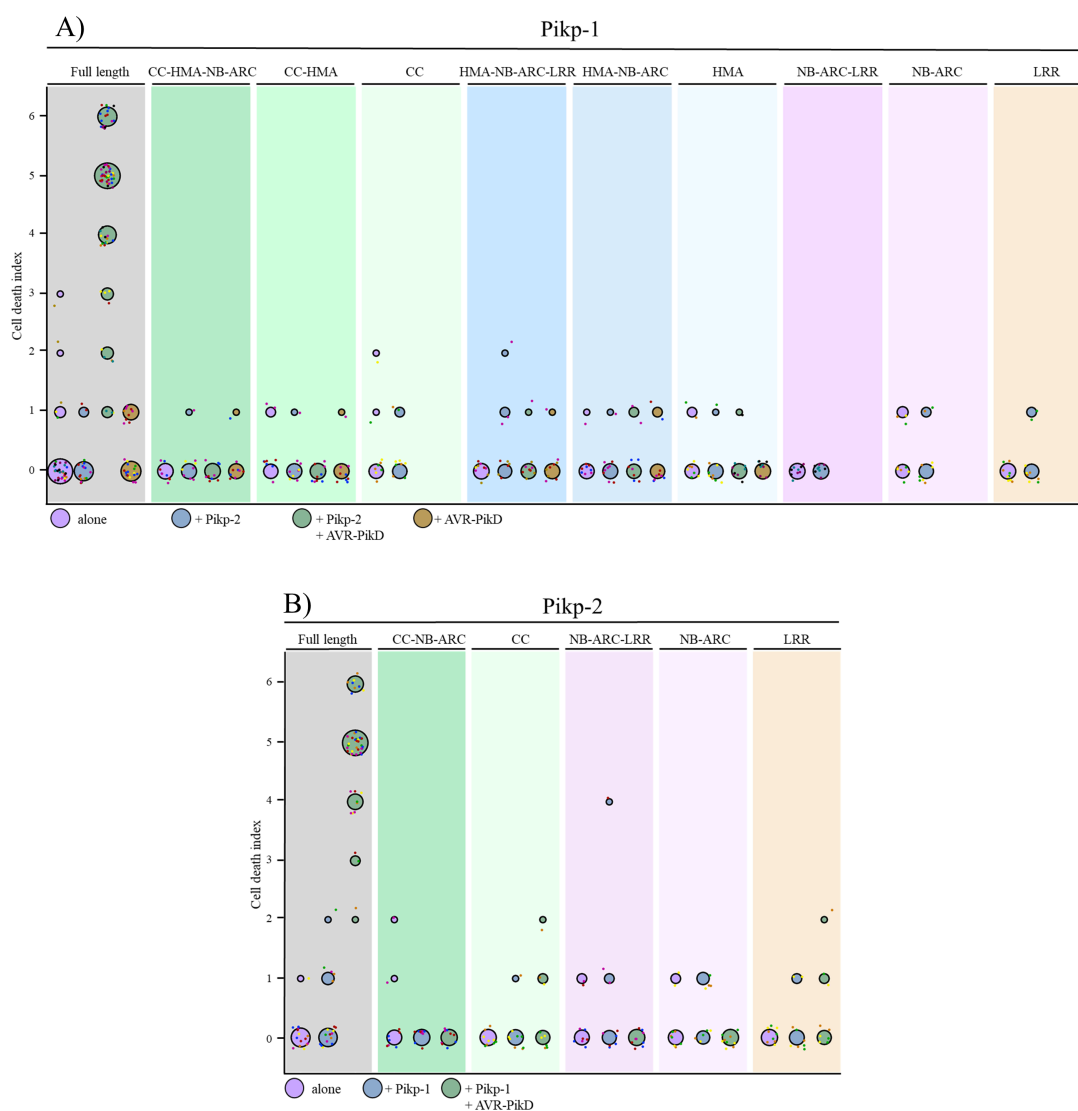 A)
Pikp-1
Full length CC-HMA-NB-ARC CC-HMA CC HMA-NB-ARC-LRR HMA-NB-ARC HMA NB-ARC-LRR NB-ARC LRR
Cell death index
6
5
4
3
2
1
0
alone + Pikp-2 + Pikp-2 + AVR-PikD
+ AVR-PikD
B)
Pikp-2
Full length CC-NB-ARC CC NB-ARC-LRR NB-ARC LRR
Cell death index
6
5
4
3
2
1
0
alone + Pikp-1 + Pikp-1
+ AVR-PikD